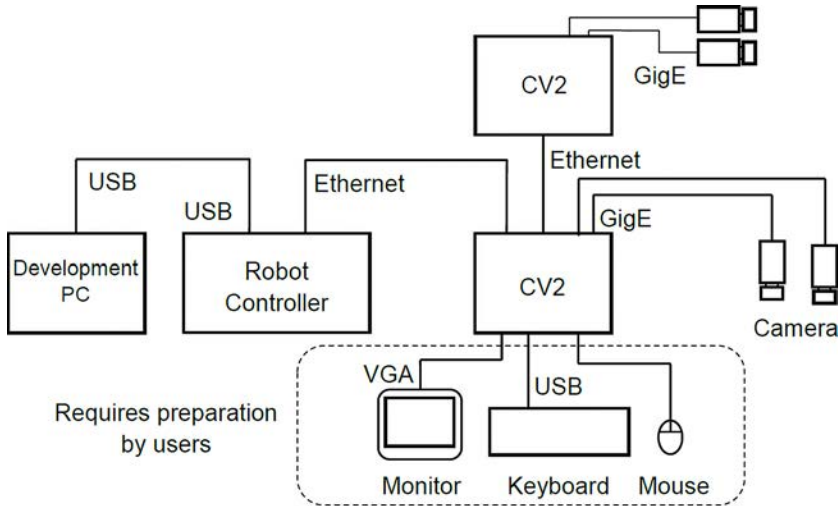 CV2
GigE
Ethernet
USB
USB
Ethernet
GigE
Development
PC
Robot
Controller
CV2
Camera
VGA
USB
Requires preparation
by users
Monitor
Keyboard
Mouse